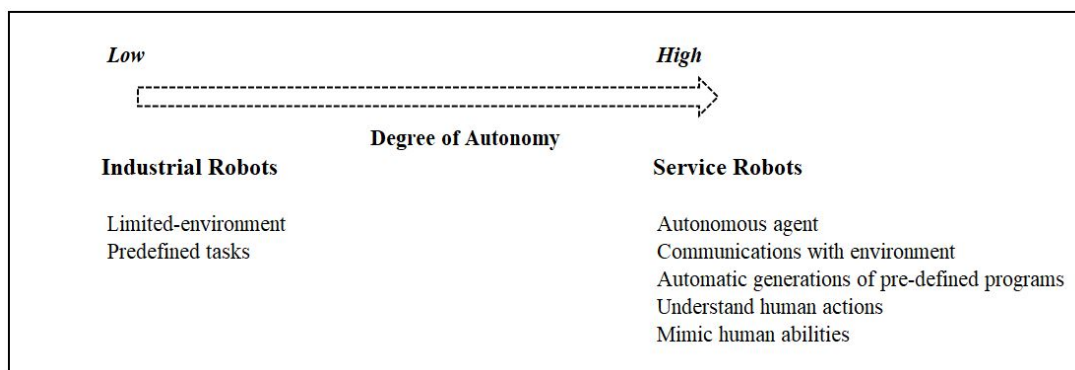 Low High
Degree of Autonomy
Industrial Robots Service Robots
Limited-environment Autonomous agent
Predefined tasks Communications with environment
Automatic generations of pre-defined programs
Understand human actions
Mimic human abilities